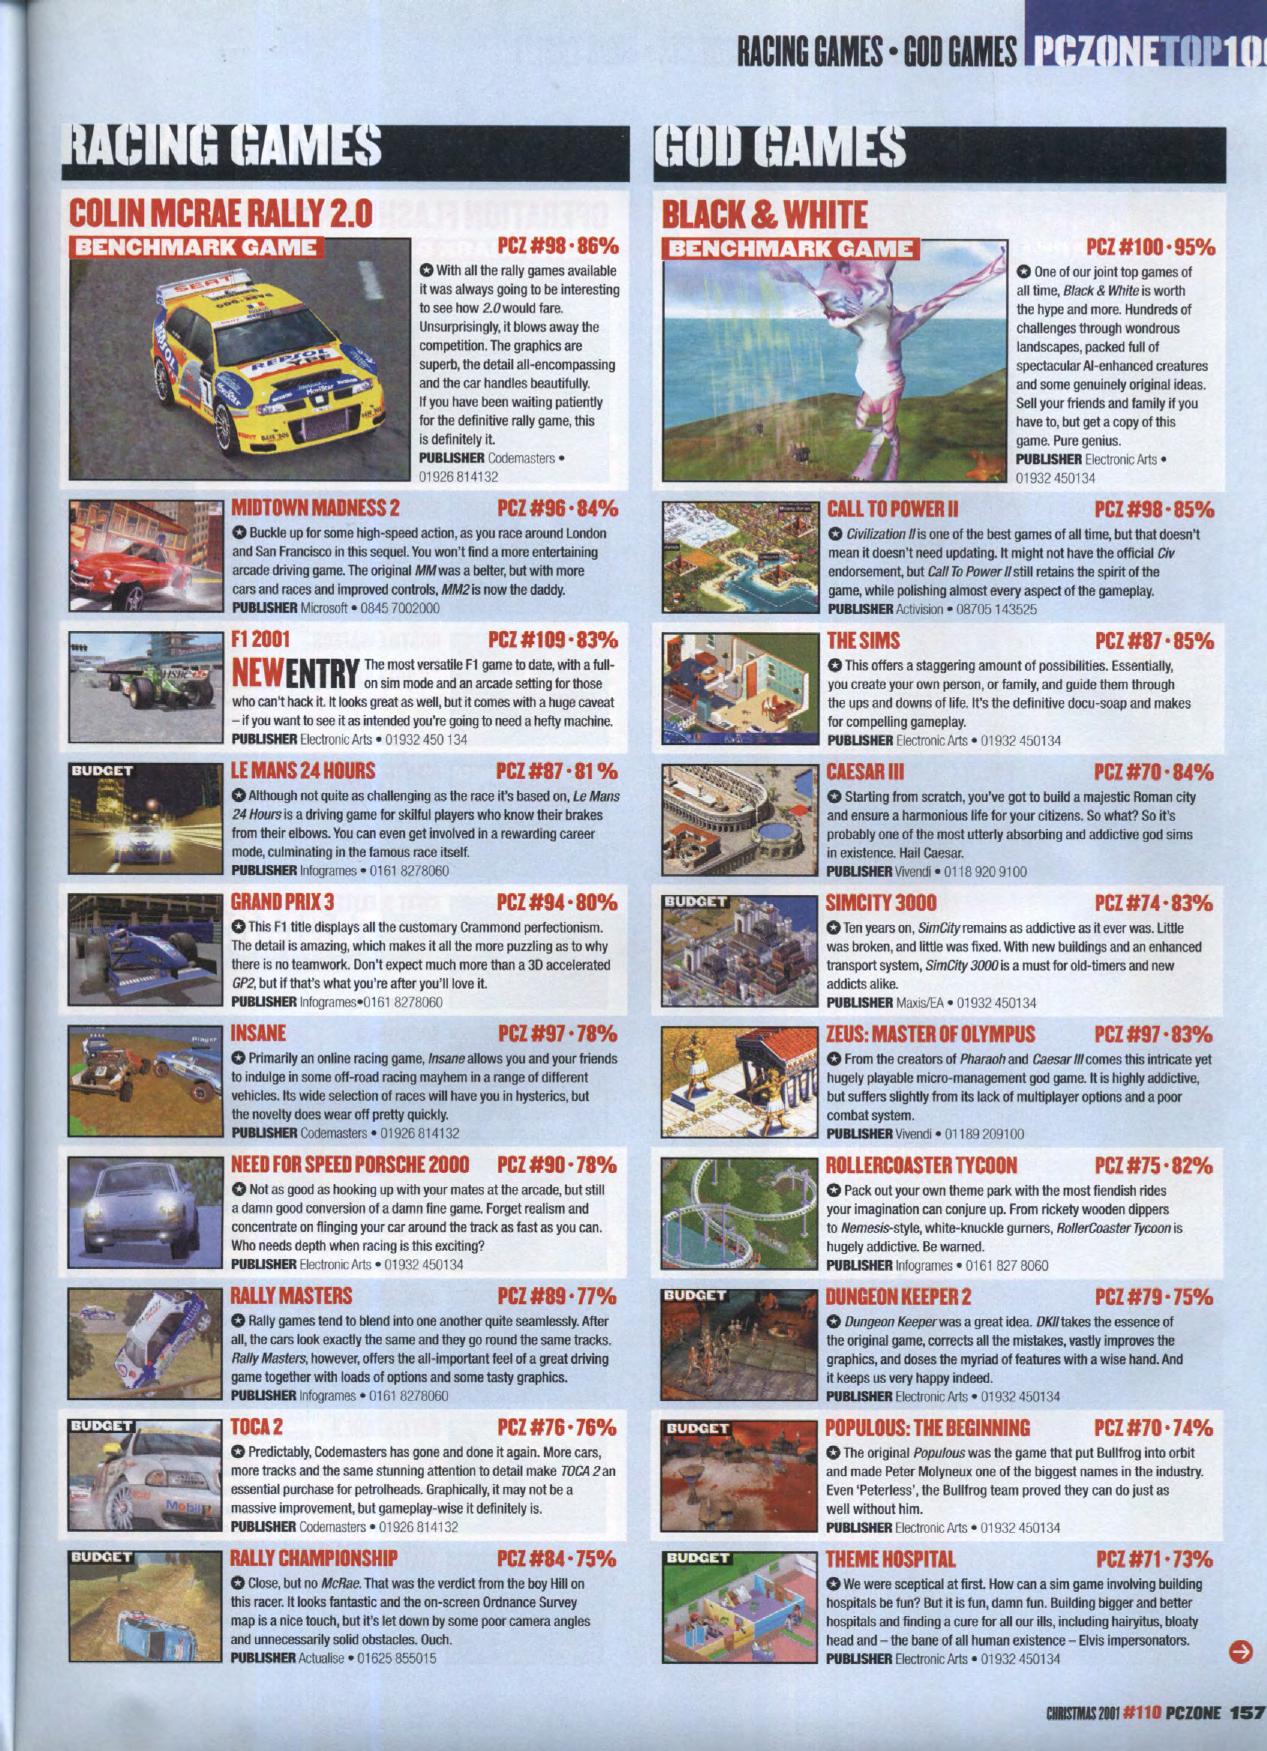 RACING GAMES • GOD GAMES PCZONETOP100
RACING GAMES
COLIN MCRAE RALLY 2.0
BENCHMARK GAME
PCZ #98 • 86%
With all the rally games available
it was always going to be interesting
to see how 2.0 would fare.
Unsurprisingly, it blows away the
competition. The graphics are
superb, the detail all-encompassing
and the car handles beautifully.
If you have been waiting patiently
for the definitive rally game, this
is definitely it.
PUBLISHER Codemasters •
01926 814132
MIDTOWN MADNESS 2 PCZ #96 • 84%
Buckle up for some high-speed action, as you race around London
and San Francisco in this sequel. You won't find a more entertaining
arcade driving game. The original MM was a belter, but with more
cars and races and improved controls, MM2 is now the daddy.
PUBLISHER Microsoft • 0845 7002000
F1 2001 PCZ #109 • 83%
NEW ENTRY The most versatile F1 game to date, with a full-
on sim mode and an arcade setting for those
who can't hack it. It looks great as well, but it comes with a huge caveat
– if you want to see it as intended you're going to need a hefty machine.
PUBLISHER Electronic Arts • 01932 450 134
BUDGET
LE MANS 24 HOURS PCZ #87 • 81 %
Although not quite as challenging as the race it's based on, Le Mans
24 Hours is a driving game for skilful players who know their brakes
from their elbows. You can even get involved in a rewarding career
mode, culminating in the famous race itself.
PUBLISHER Infogrames • 0161 8278060
GRAND PRIX 3 PCZ #94 • 80%
This F1 title displays all the customary Crammond perfectionism.
The detail is amazing, which makes it all the more puzzling as to why
there is no teamwork. Don't expect much more than a 3D accelerated
GP2, but if that's what you're after you'll love it.
PUBLISHER Infogrames•0161 8278060
INSANE PCZ #97 • 78%
Primarily an online racing game, Insane allows you and your friends
to indulge in some off-road racing mayhem in a range of different
vehicles. Its wide selection of races will have you in hysterics, but
the novelty does wear off pretty quickly.
PUBLISHER Codemasters • 01926 814132
NEED FOR SPEED PORSCHE 2000 PCZ #90 • 78%
Not as good as hooking up with your mates at the arcade, but still
a damn good conversion of a damn fine game. Forget realism and
concentrate on flinging your car around the track as fast as you can.
Who needs depth when racing is this exciting?
PUBLISHER Electronic Arts • 01932 450134
RALLY MASTERS PCZ #89 • 77%
Rally games tend to blend into one another quite seamlessly. After
all, the cars look exactly the same and they go round the same tracks.
Rally Masters, however, offers the all-important feel of a great driving
game together with loads of options and some tasty graphics.
PUBLISHER Infogrames • 0161 8278060
BUDGET
TOCA 2 PCZ #76 • 76%
Predictably, Codemasters has gone and done it again. More cars,
more tracks and the same stunning attention to detail make TOCA 2 an
essential purchase for petrolheads. Graphically, it may not be a
massive improvement, but gameplay-wise it definitely is.
PUBLISHER Codemasters • 01926 814132
BUDGET
RALLY CHAMPIONSHIP PCZ #84 • 75%
Close, but no McRae. That was the verdict from the boy Hill on
this racer. It looks fantastic and the on-screen Ordnance Survey
map is a nice touch, but it's let down by some poor camera angles
and unnecessarily solid obstacles. Ouch.
PUBLISHER Actualise • 01625 855015
GOD GAMES
BLACK & WHITE
BENCHMARK GAME
PCZ #100 • 95%
One of our joint top games of
all time, Black & White is worth
the hype and more. Hundreds of
challenges through wondrous
landscapes, packed full of
spectacular AI-enhanced creatures
and some genuinely original ideas.
Sell your friends and family if you
have to, but get a copy of this
game. Pure genius.
PUBLISHER Electronic Arts •
01932 450134
CALL TO POWER II PCZ #98 • 85%
Civilization II is one of the best games of all time, but that doesn't
mean it doesn't need updating. It might not have the official Civ
endorsement, but Call To Power II still retains the spirit of the
game, while polishing almost every aspect of the gameplay.
PUBLISHER Activision • 08705 143525
THE SIMS PCZ #87 • 85%
This offers a staggering amount of possibilities. Essentially,
you create your own person, or family, and guide them through
the ups and downs of life. It's the definitive docu-soap and makes
for compelling gameplay.
PUBLISHER Electronic Arts • 01932 450134
CAESAR III PCZ #70 • 84%
Starting from scratch, you've got to build a majestic Roman city
and ensure a harmonious life for your citizens. So what? So it's
probably one of the most utterly absorbing and addictive god sims
in existence. Hail Caesar.
PUBLISHER Vivendi • 0118 920 9100
BUDGET
SIMCITY 3000 PCZ #74 • 83%
Ten years on, SimCity remains as addictive as it ever was. Little
was broken, and little was fixed. With new buildings and an enhanced
transport system, SimCity 3000 is a must for old-timers and new
addicts alike.
PUBLISHER Maxis/EA • 01932 450134
ZEUS: MASTER OF OLYMPUS PCZ #97 • 83%
From the creators of Pharaoh and Caesar III comes this intricate yet
hugely playable micro-management god game. It is highly addictive,
but suffers slightly from its lack of multiplayer options and a poor
combat system.
PUBLISHER Vivendi • 01189 209100
ROLLERCOASTER TYCOON PCZ #75 • 82%
Pack out your own theme park with the most fiendish rides
your imagination can conjure up. From rickety wooden dippers
to Nemesis-style, white-knuckle gurners, RollerCoaster Tycoon is
hugely addictive. Be warned.
PUBLISHER Infogrames • 0161 827 8060
BUDGET
DUNGEON KEEPER 2 PCZ #79 • 75%
Dungeon Keeper was a great idea. DKII takes the essence of
the original game, corrects all the mistakes, vastly improves the
graphics, and doses the myriad of features with a wise hand. And
it keeps us very happy indeed.
PUBLISHER Electronic Arts • 01932 450134
BUDGET
POPULOUS: THE BEGINNING PCZ #70 • 74%
The original Populous was the game that put Bullfrog into orbit
and made Peter Molyneux one of the biggest names in the industry.
Even 'Peterless', the Bullfrog team proved they can do just as
well without him.
PUBLISHER Electronic Arts • 01932 450134
BUDGET
THEME HOSPITAL PCZ #71 • 73%
We were sceptical at first. How can a sim game involving building
hospitals be fun? But it is fun, damn fun. Building bigger and better
hospitals and finding a cure for all our ills, including hairyitus, bloaty
head and – the bane of all human existence – Elvis impersonators.
PUBLISHER Electronic Arts • 01932 450134
CHRISTMAS 2001 #110 PCZONE 157